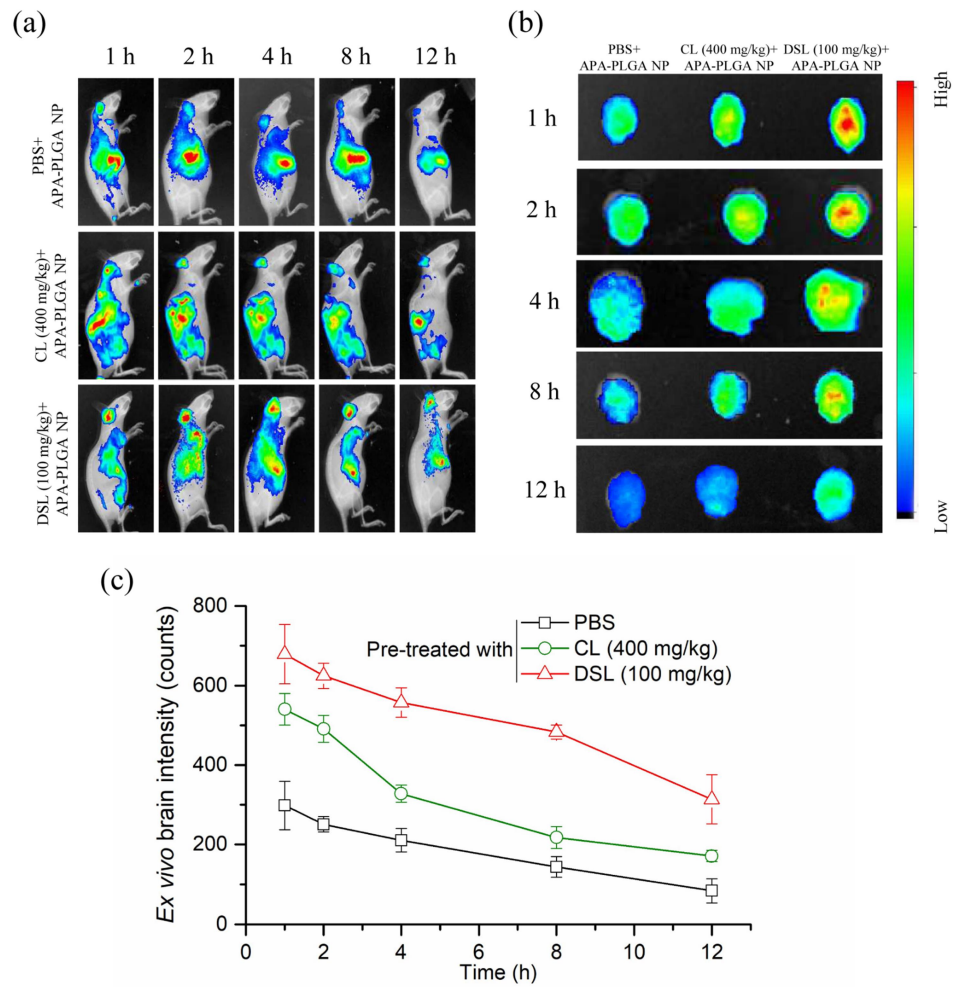 (a)
1 h 2 h 4 h 8 h 12 h
PBS+
APA-PLGA NP
CL (400 mg/kg)+
APA-PLGA NP
DSL (100 mg/kg)+
APA-PLGA NP
(b)
PBS+ CL (400 mg/kg)+ DSL (100 mg/kg)+
APA-PLGA NP APA-PLGA NP APA-PLGA NP
1 h
2 h
4 h
8 h
12 h
High
Low
(c)
Ex vivo brain intensity (counts)
800
600
400
200
0
Pre-treated with
PBS
CL (400 mg/kg)
DSL (100 mg/kg)
0 2 4 6 8 10 12
Time (h)